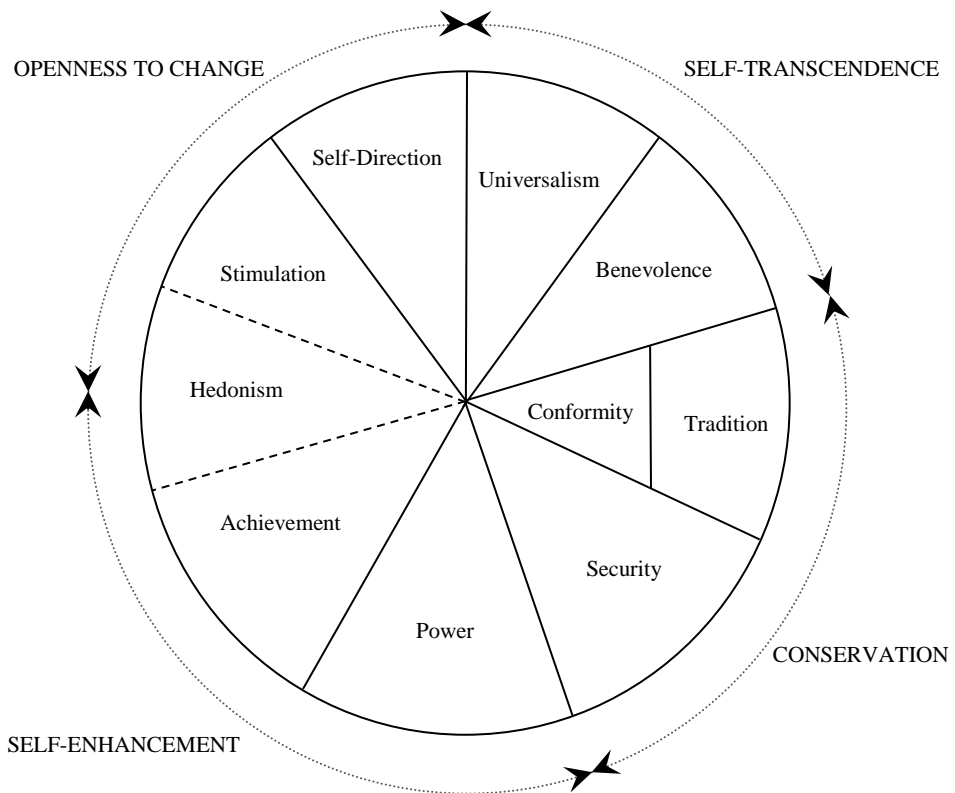 OPENNESS TO CHANGE
SELF-TRANSCENDENCE
Self-Direction
Universalism
Stimulation
Benevolence
Hedonism
Conformity
Tradition
Achievement
Security
Power
CONSERVATION
SELF-ENHANCEMENT